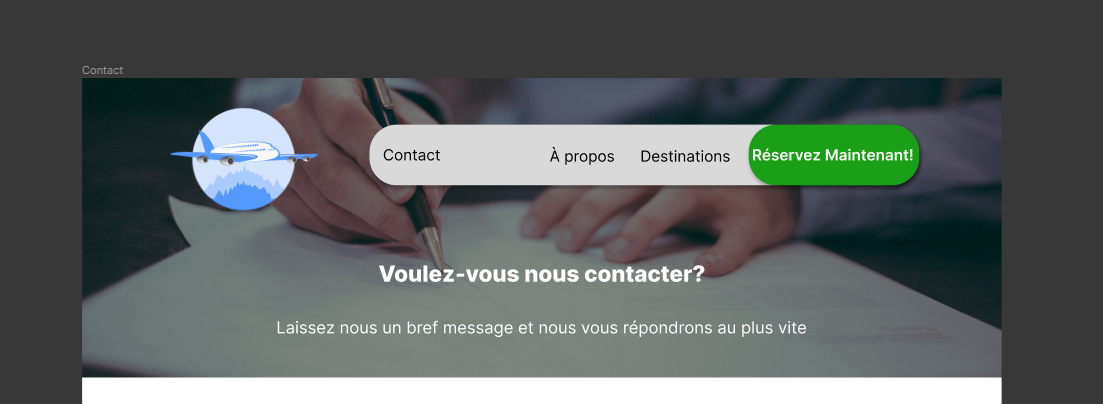 Contact
Contact
À propos
Destinations
Réservez Maintenant!
Voulez-vous nous contacter?
Laissez nous un bref message et nous vous répondrons au plus vite